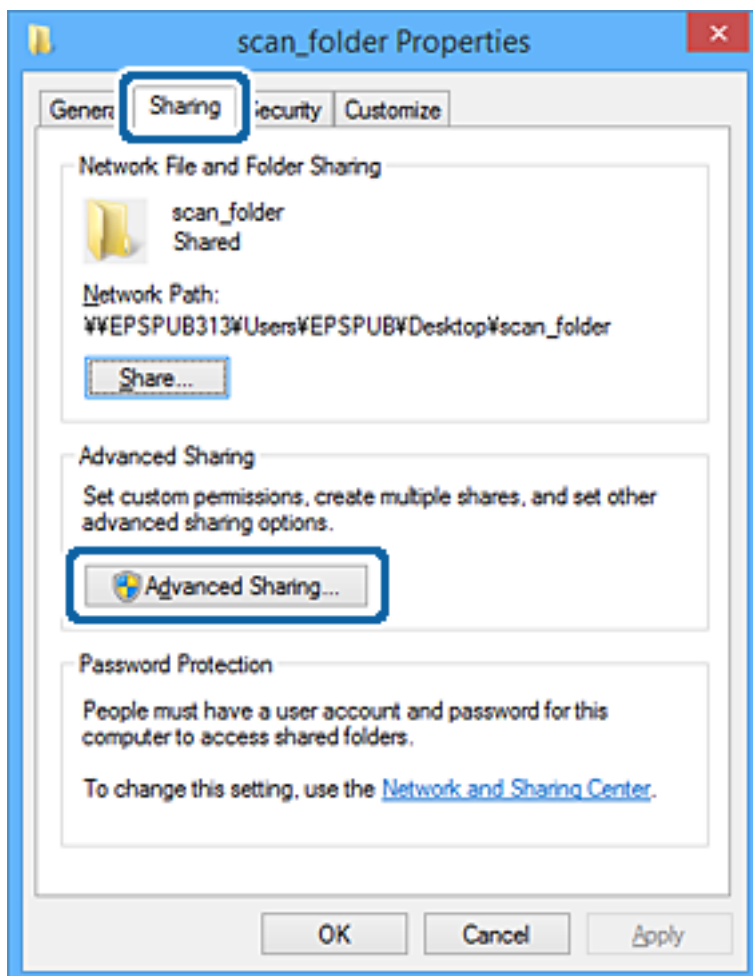 scan_folder Properties
Sharing
Customize
Network File and Folder Sharing
scan_folder
Shared
Network Path:
¥¥EPSPUB313¥Users¥EPSPUB¥Desktop¥scan_folder
Share...
Advanced Sharing
Set custom permissions, create multiple shares, and set other
advanced sharing options.
Advanced Sharing...
Password Protection
People must have a user account and password for this
computer to access shared folders.
To change this setting, use the Network and Sharing Center.
OK Cancel Apply